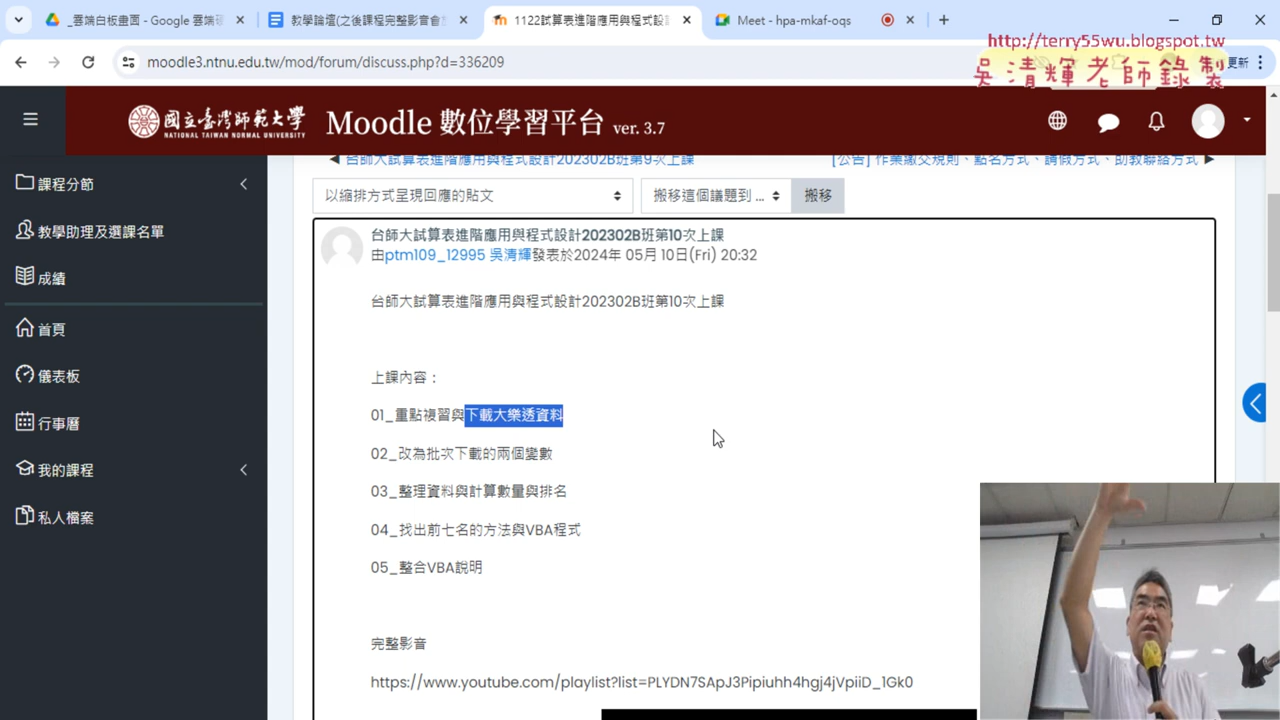 _雲端白板畫面 - Google 雲端硬
教學論壇(之後課程完整影音會
1122試算表進階應用與程式設計
Meet - hpa-mkaf-oqs
http://terry55wu.blogspot.tw
吳清輝老師錄製
moodle3.ntnu.edu.tw/mod/forum/discuss.php?d=336209
更新
國立臺灣師範大學
NATIONAL TAIWAN NORMAL UNIVERSITY
Moodle 數位學習平台 ver. 3.7
課程分節
教學助理及選課名單
成績
首頁
儀表板
行事曆
我的課程
私人檔案
◀ 台師大試算表進階應用與程式設計202302B班第9次上課
[公告] 作業繳交規則、點名方式、請假方式、助教聯絡方式 ▶
以縮排方式呈現回應的貼文
搬移這個議題到 ...
搬移
台師大試算表進階應用與程式設計202302B班第10次上課
由ptm109_12995 吳清輝發表於2024年 05月 10日(Fri) 20:32
台師大試算表進階應用與程式設計202302B班第10次上課
上課內容：
01_重點複習與下載大樂透資料
02_改為批次下載的兩個變數
03_整理資料與計算數量與排名
04_找出前七名的方法與VBA程式
05_整合VBA說明
完整影音
https://www.youtube.com/playlist?list=PLYDN7SApJ3Pipiuhh4hgj4jVpiiD_1Gk0